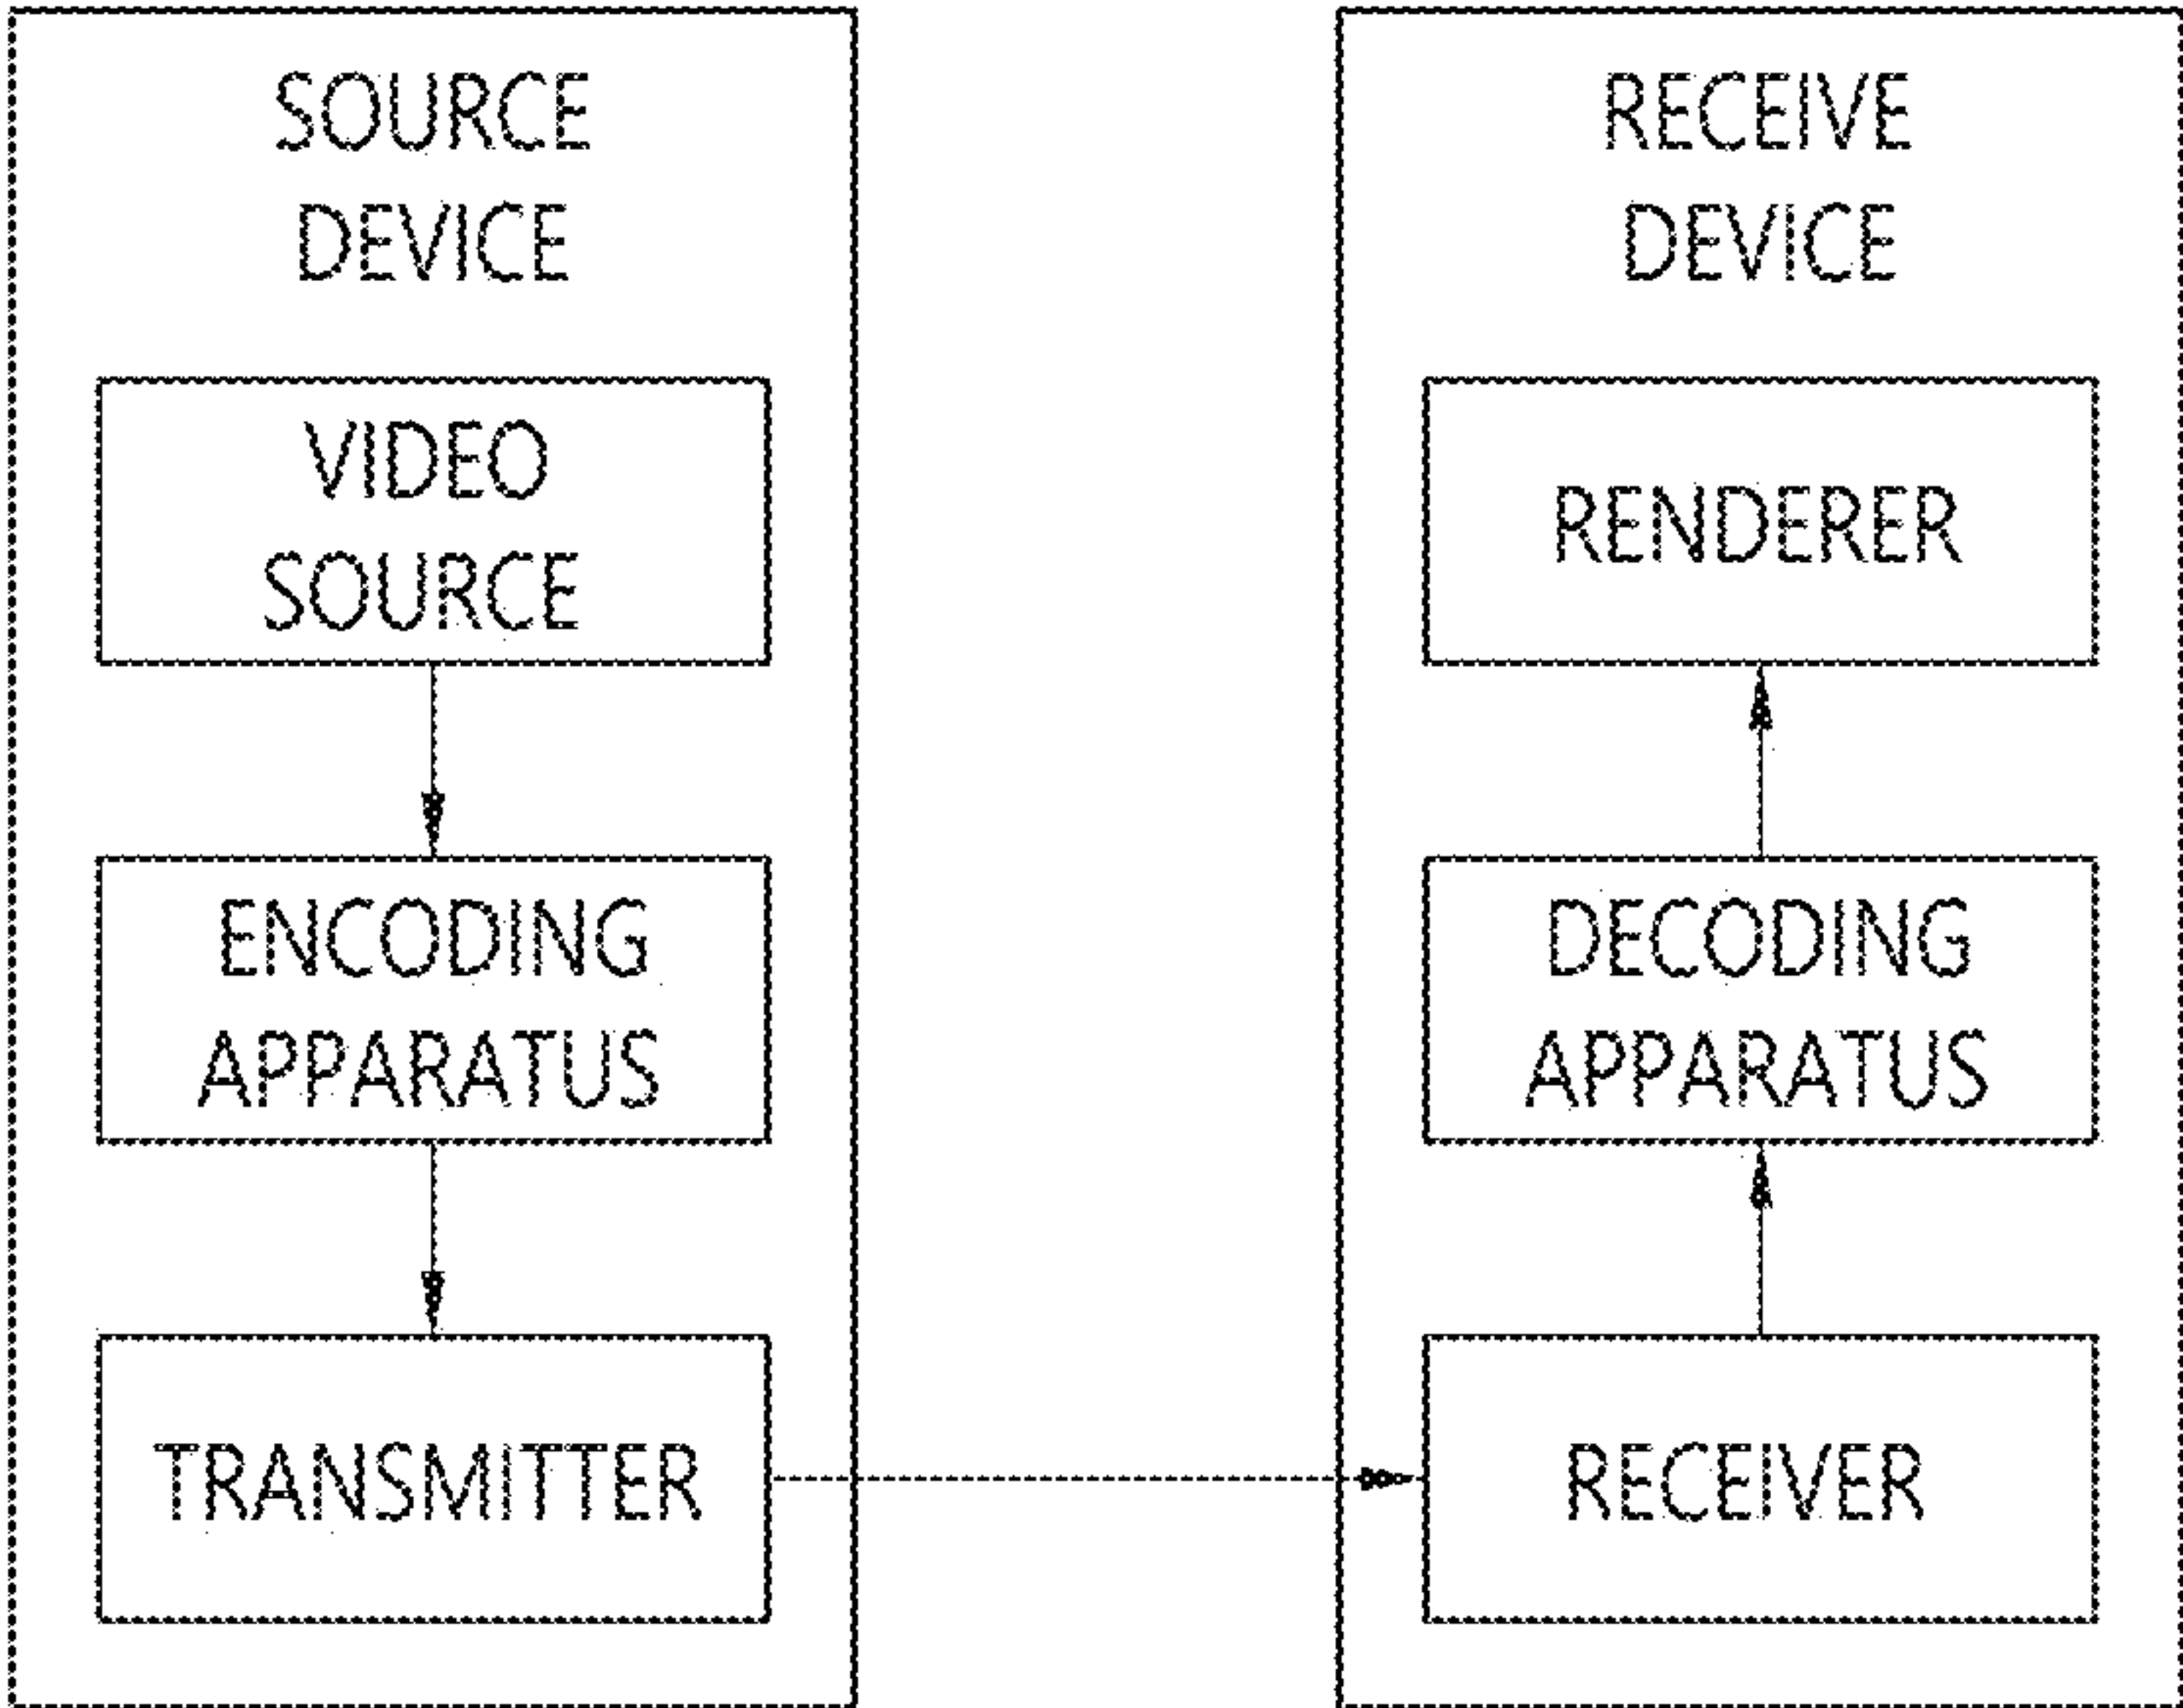 SOURCE
DEVICE
VIDEO
SOURCE
ENCODING
APPARATUS
TRANSMITTER
RECEIVE
DEVICE
RENDERER
DECODING
APPARATUS
RECEIVER